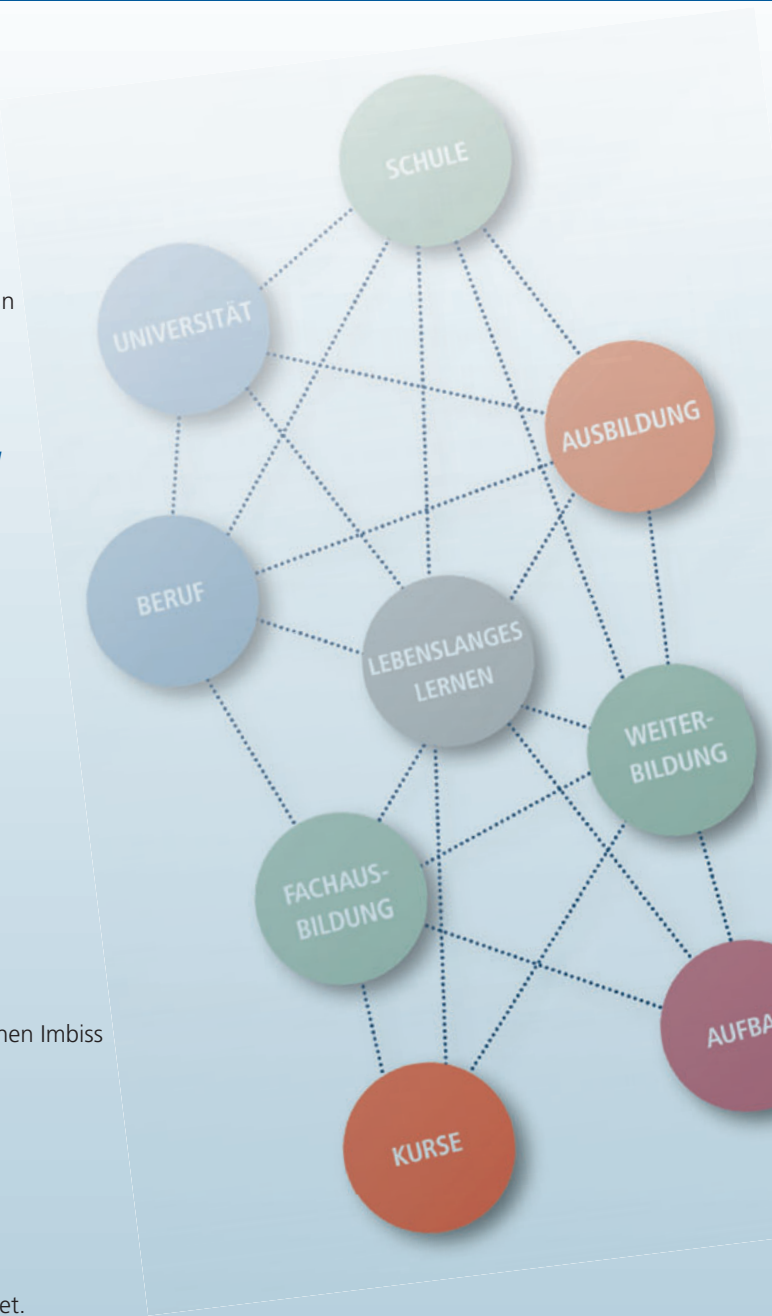 SCHULE
n
UNIVERSITÄT
AUSBILDUNG
BERUF
LEBENSLANGES
LERNEN
WEITER-
BILDUNG
FACHAUS-
BILDUNG
nen Imbiss
AUFBA
KURSE
et.